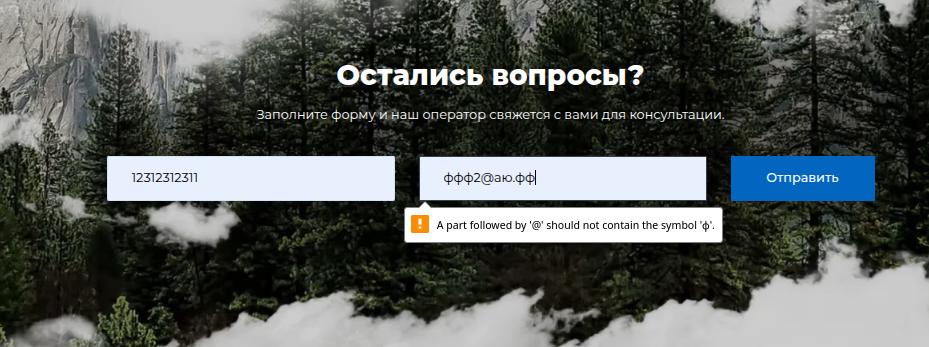 Остались вопросы?
Заполните форму и наш оператор свяжется с вами для консультации.
12312312311
ффф2@аю.фф
Отправить
A part followed by '@' should not contain the symbol 'ф'.